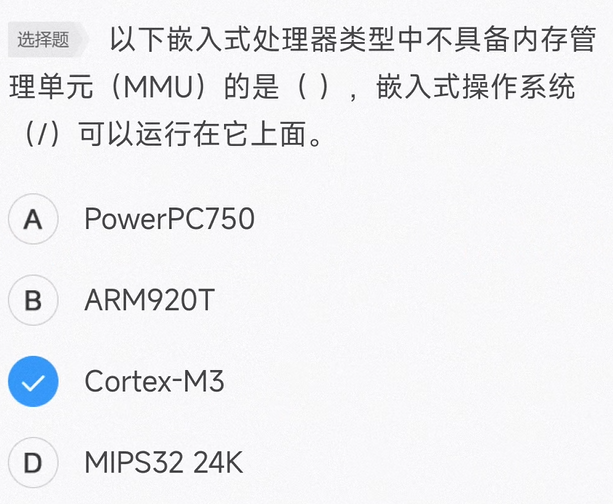 选择题 以下嵌入式处理器类型中不具备内存管
理单元（MMU）的是（ ），嵌入式操作系统
（/）可以运行在它上面。
A PowerPC750
B ARM920T
Cortex-M3
D MIPS32 24K